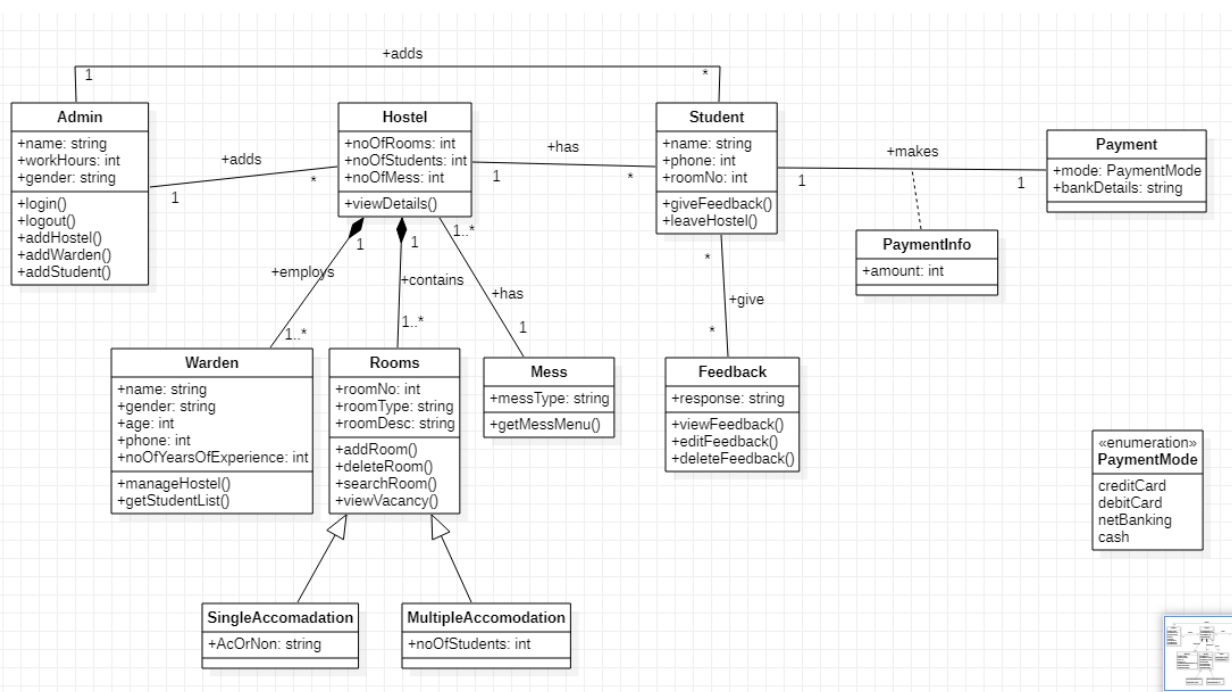 +adds
1
*
Admin
+name: string
+workHours: int
+gender: string
+login()
+logout()
+addHostel()
+addWarden()
+addStudent()
+adds
1
*
Hostel
+noOfRooms: int
+noOfStudents: int
+noOfMess: int
+viewDetails()
+has
1
*
Student
+name: string
+phone: int
+roomNo: int
+giveFeedback()
+leaveHostel()
+makes
1
1
Payment
+mode: PaymentMode
+bankDetails: string
PaymentInfo
+amount: int
1
+employs
1..*
1
+contains
1..*
1..*
+has
1
*
+give
*
Warden
+name: string
+gender: string
+age: int
+phone: int
+noOfYearsOfExperience: int
+manageHostel()
+getStudentList()
Rooms
+roomNo: int
+roomType: string
+roomDesc: string
+addRoom()
+deleteRoom()
+searchRoom()
+viewVacancy()
Mess
+messType: string
+getMessMenu()
Feedback
+response: string
+viewFeedback()
+editFeedback()
+deleteFeedback()
«enumeration»
PaymentMode
creditCard
debitCard
netBanking
cash
SingleAccomadation
+AcOrNon: string
MultipleAccomodation
+noOfStudents: int